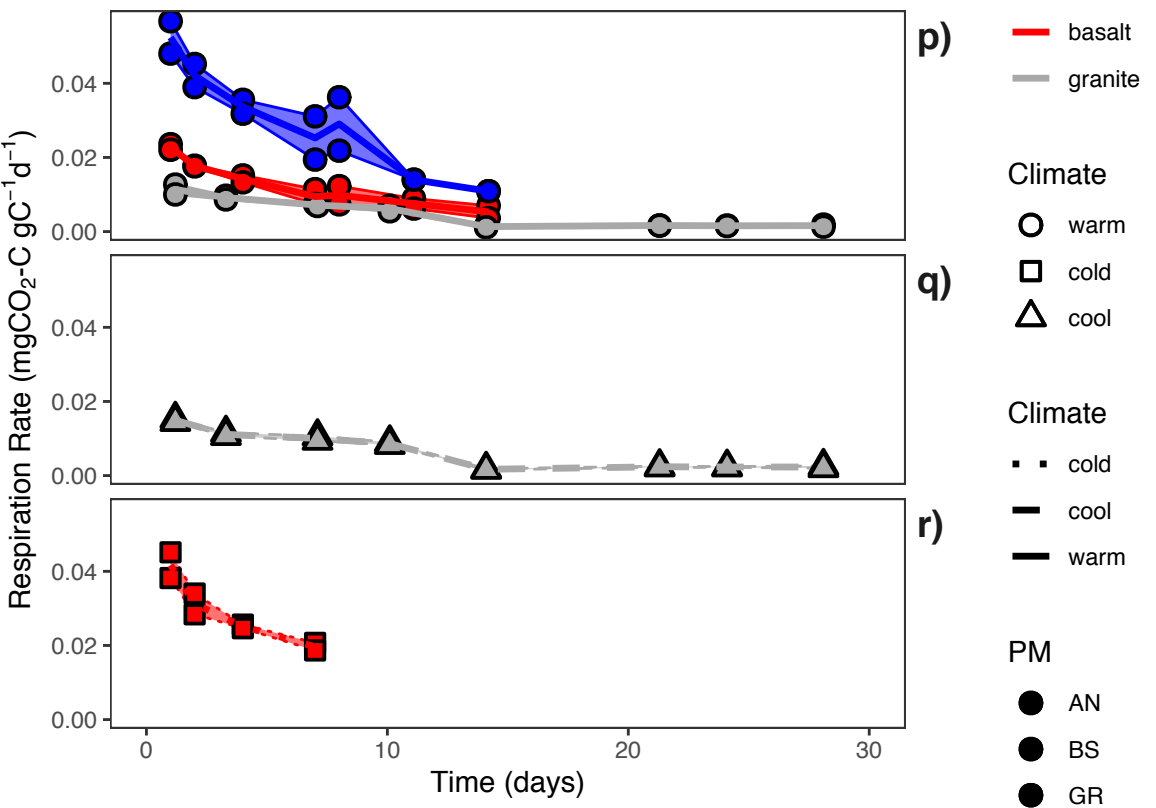 Respiration Rate (mgCO₂-C gC⁻¹d⁻¹)
0.04
0.02
0.00
p)
0.04
0.02
0.00
q)
0.04
0.02
0.00
r)
0
10
20
30
Time (days)
basalt
granite
Climate
warm
cold
cool
Climate
cold
cool
warm
PM
AN
BS
GR